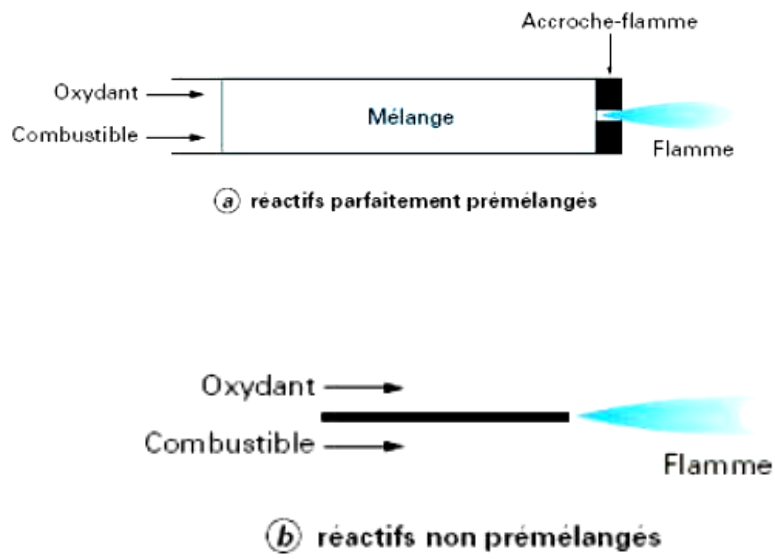 Accroche-flamme
Oxydant
Mélange
Combustible
Flamme
a réactifs parfaitement prémélangés
Oxydant
Combustible
Flamme
b réactifs non prémélangés